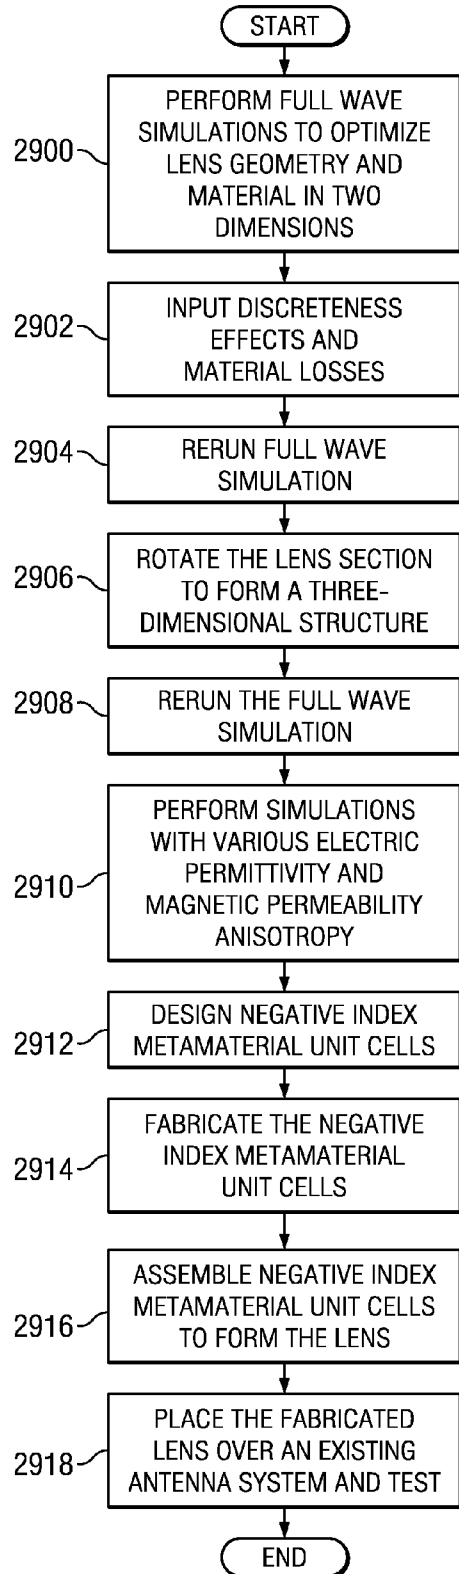 START
2900
PERFORM FULL WAVE
SIMULATIONS TO OPTIMIZE
LENS GEOMETRY AND
MATERIAL IN TWO
DIMENSIONS
2902
INPUT DISCRETENESS
EFFECTS AND
MATERIAL LOSSES
2904
RERUN FULL WAVE
SIMULATION
2906
ROTATE THE LENS SECTION
TO FORM A THREE-
DIMENSIONAL STRUCTURE
2908
RERUN THE FULL WAVE
SIMULATION
2910
PERFORM SIMULATIONS
WITH VARIOUS ELECTRIC
PERMITTIVITY AND
MAGNETIC PERMEABILITY
ANISOTROPY
2912
DESIGN NEGATIVE INDEX
METAMATERIAL UNIT CELLS
2914
FABRICATE THE NEGATIVE
INDEX METAMATERIAL
UNIT CELLS
2916
ASSEMBLE NEGATIVE INDEX
METAMATERIAL UNIT CELLS
TO FORM THE LENS
2918
PLACE THE FABRICATED
LENS OVER AN EXISTING
ANTENNA SYSTEM AND TEST
END